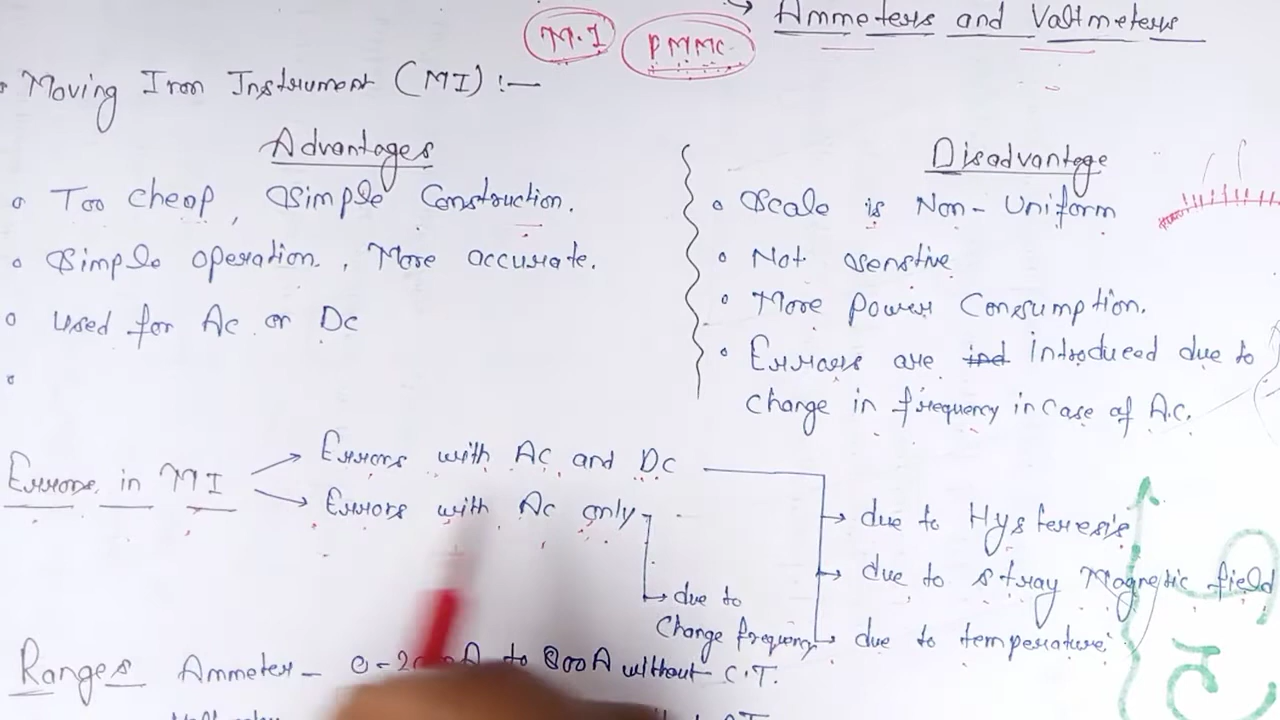 Ammeters and Valtmeters
M.I PMMC
Moving Iron Instrument (MI) :—
Advantages
Too cheap, Simple Construction.
Simple operation, More accurate.
Used for Ac or Dc
Disadvantage
Scale is Non-Uniform
Not senstive
More Power Consumption.
Errors are ind introduced due to
change in frequency in case of A.C.
Errors in MI
Errors with Ac and Dc
Errors with Ac only
due to
Change frequency
due to Hysteresis
due to stray Magnetic field
due to temperature
Ranges Ammeter - to 800A without C.T.